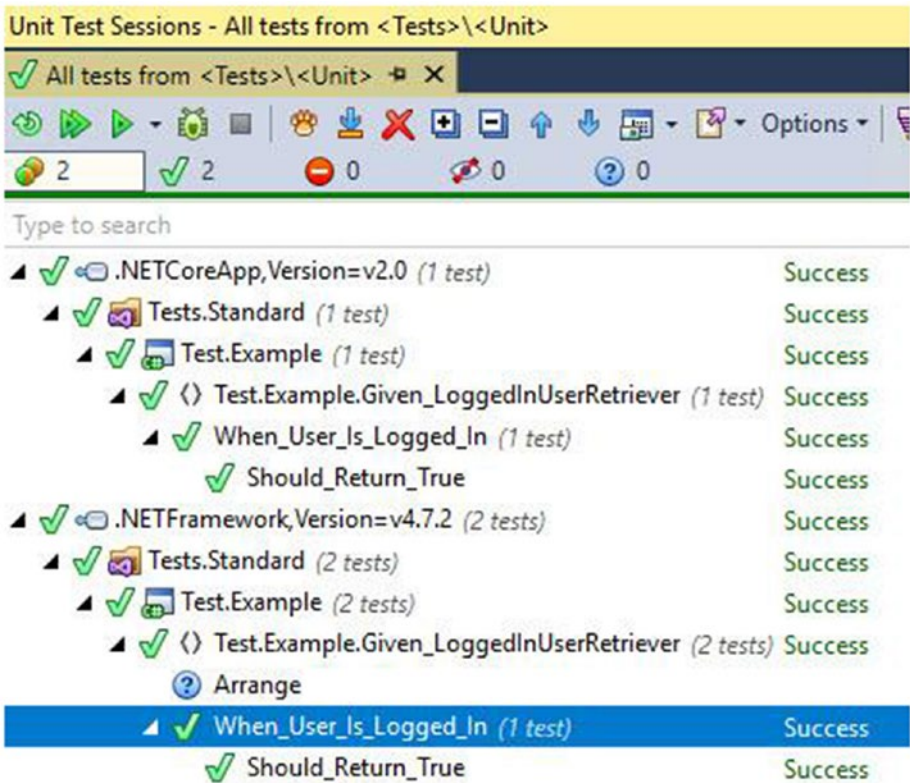 Unit Test Sessions - All tests from <Tests>\<Unit>
All tests from <Tests>\<Unit>
Options
2 2 0 0 0
Type to search
.NETCoreApp,Version=v2.0 (1 test) Success
Tests.Standard (1 test) Success
Test.Example (1 test) Success
Test.Example.Given_LoggedInUserRetriever (1 test) Success
When_User_Is_Logged_In (1 test) Success
Should_Return_True Success
.NETFramework,Version=v4.7.2 (2 tests) Success
Tests.Standard (2 tests) Success
Test.Example (2 tests) Success
Test.Example.Given_LoggedInUserRetriever (2 tests) Success
Arrange
When_User_Is_Logged_In (1 test) Success
Should_Return_True Success